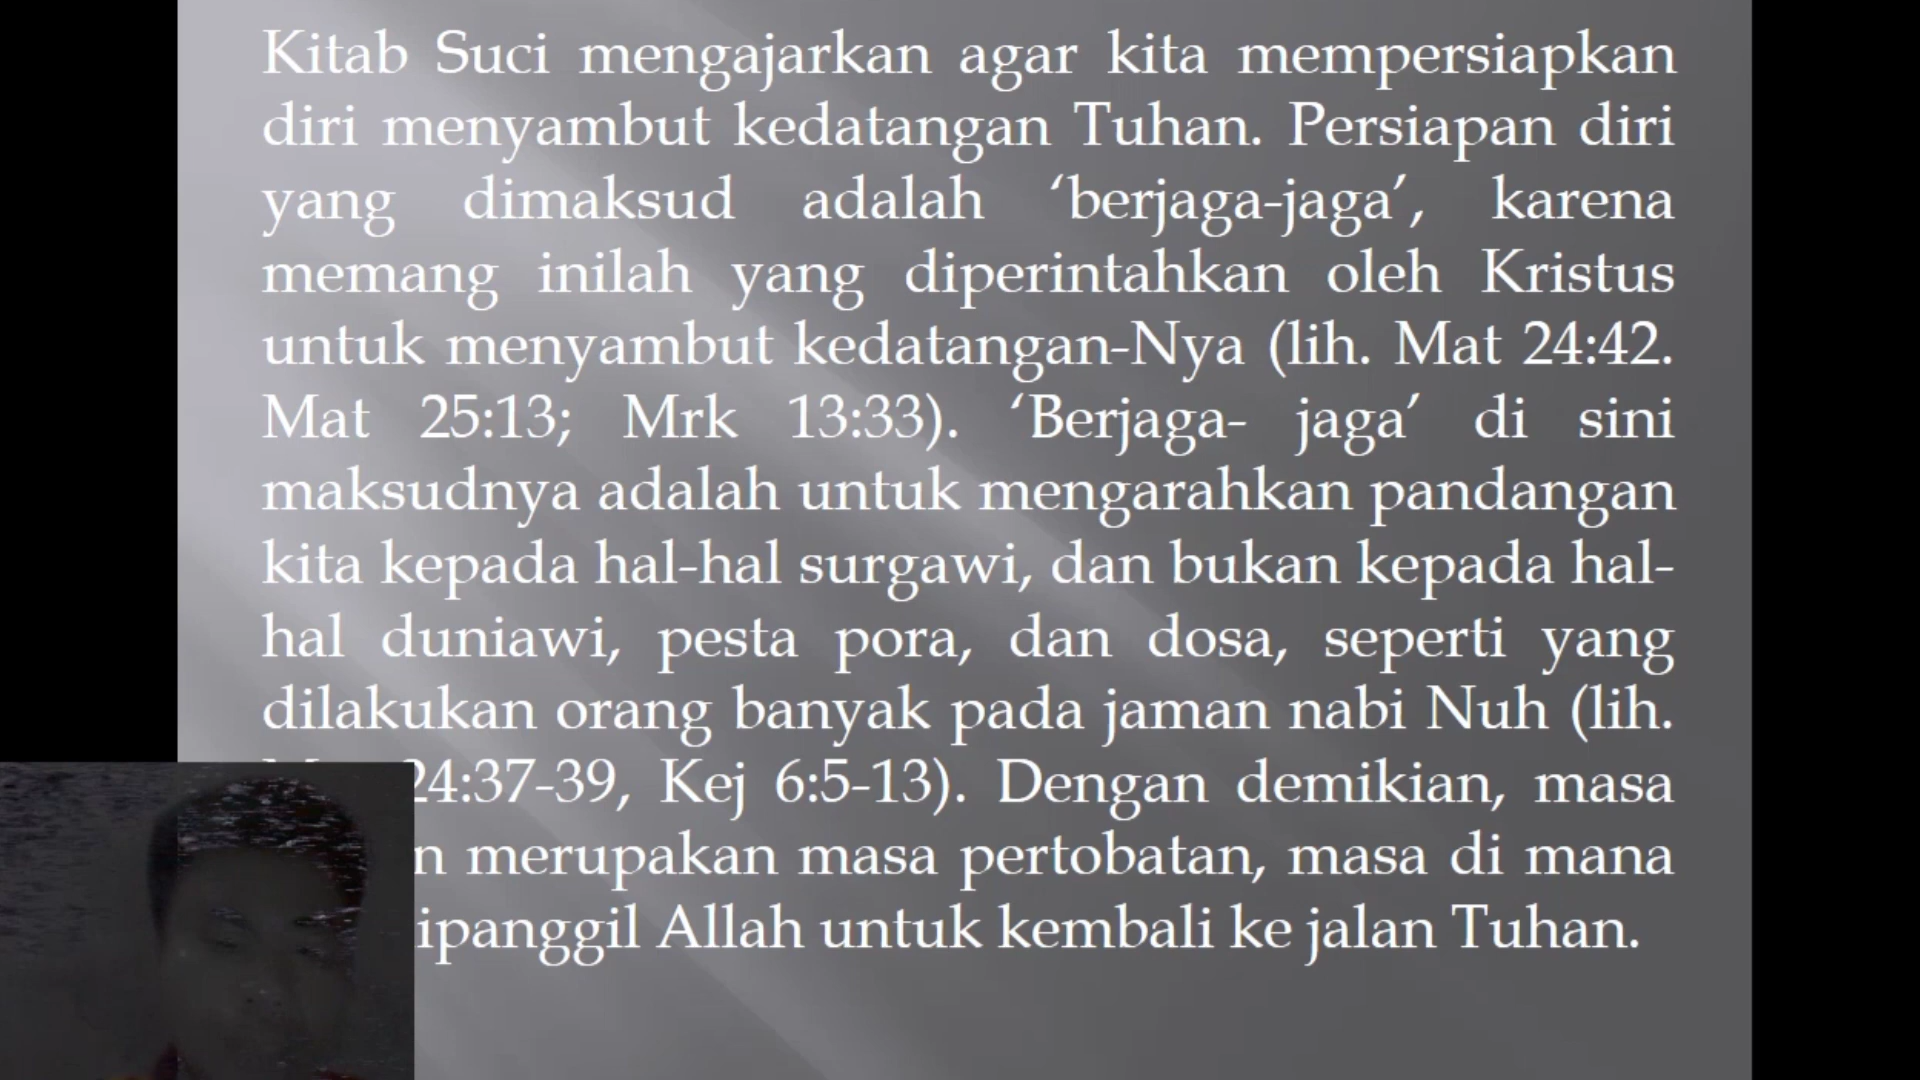 Kitab Suci mengajarkan agar kita mempersiapkan
diri menyambut kedatangan Tuhan. Persiapan diri
yang dimaksud adalah ‘berjaga-jaga’, karena
memang inilah yang diperintahkan oleh Kristus
untuk menyambut kedatangan-Nya (lih. Mat 24:42.
Mat 25:13; Mrk 13:33). ‘Berjaga- jaga’ di sini
maksudnya adalah untuk mengarahkan pandangan
kita kepada hal-hal surgawi, dan bukan kepada hal-
hal duniawi, pesta pora, dan dosa, seperti yang
dilakukan orang banyak pada jaman nabi Nuh (lih.
24:37-39, Kej 6:5-13). Dengan demikian, masa
merupakan masa pertobatan, masa di mana
Allah untuk kembali ke jalan Tuhan.